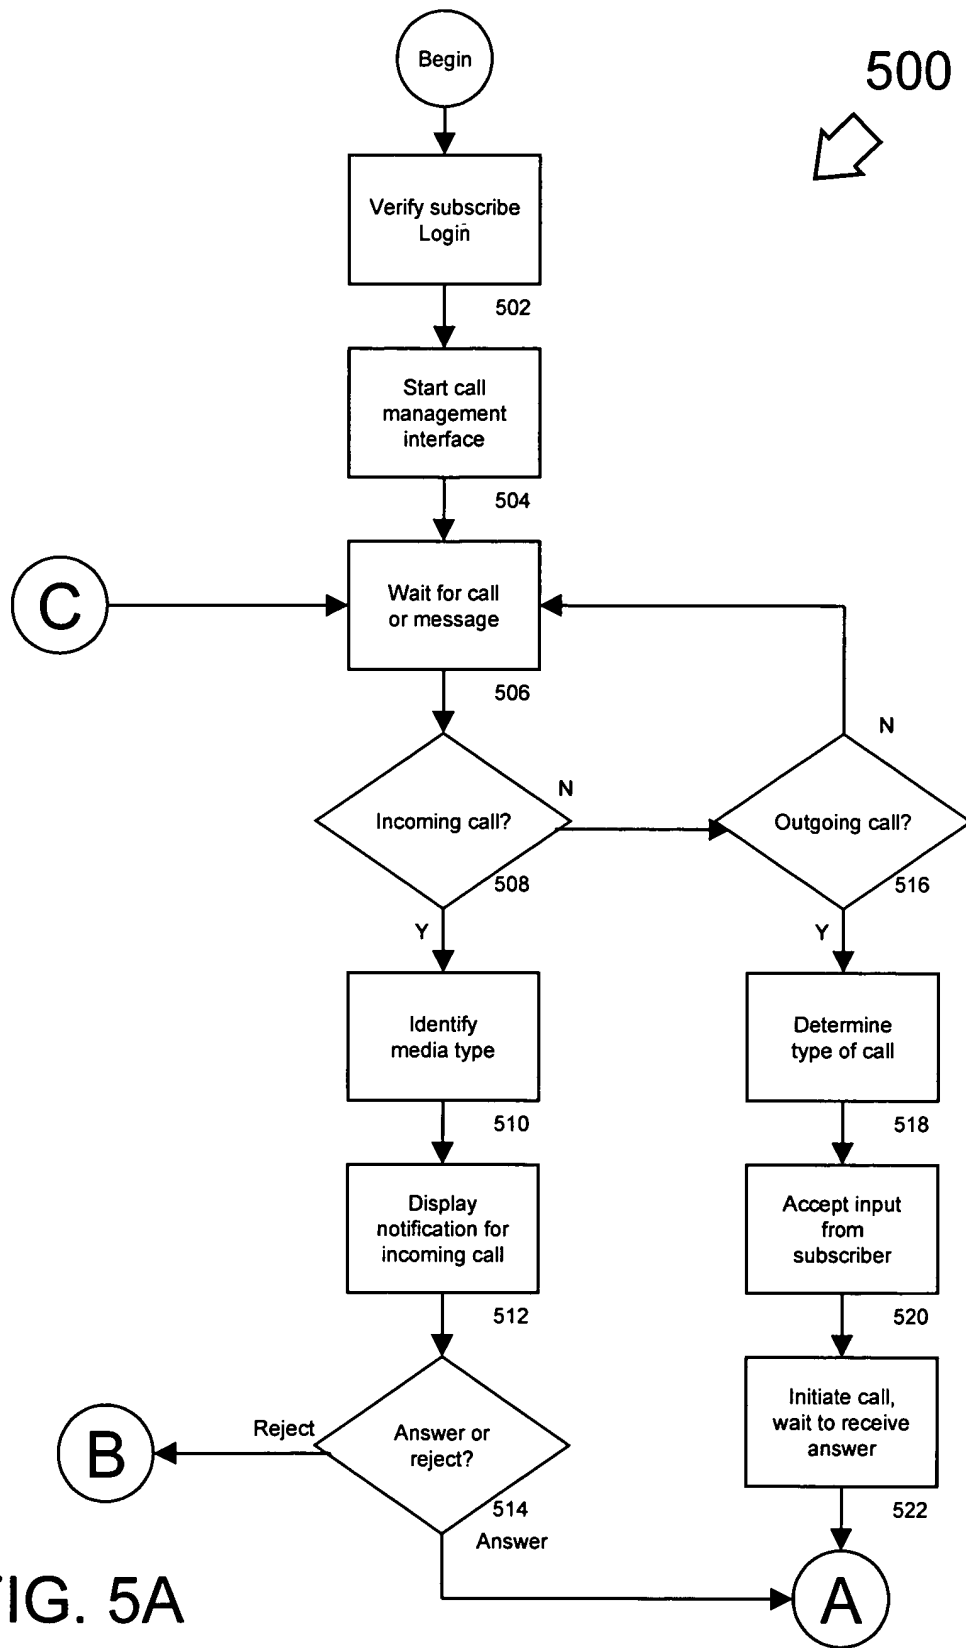 Begin
500
Verify subscribe
Login
502
Start call
management
interface
504
C
Wait for call
or message
506
N
N
Incoming call?
Outgoing call?
508
516
Y
Y
Identify
media type
Determine
type of call
510
518
Display
notification for
incoming call
Accept input
from
subscriber
512
520
Reject
B
Answer or
reject?
Initiate call,
wait to receive
answer
514
522
Answer
A
IG. 5A